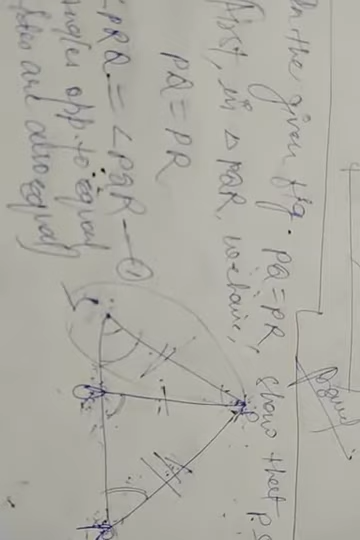 In the given fig. PQ = PR, show that PS
first, in △ PQR, we have,
PQ = PR
∠PRQ = ∠PQR — ①
angles opp. to equal
sides are also equal)
P
Q
R
S